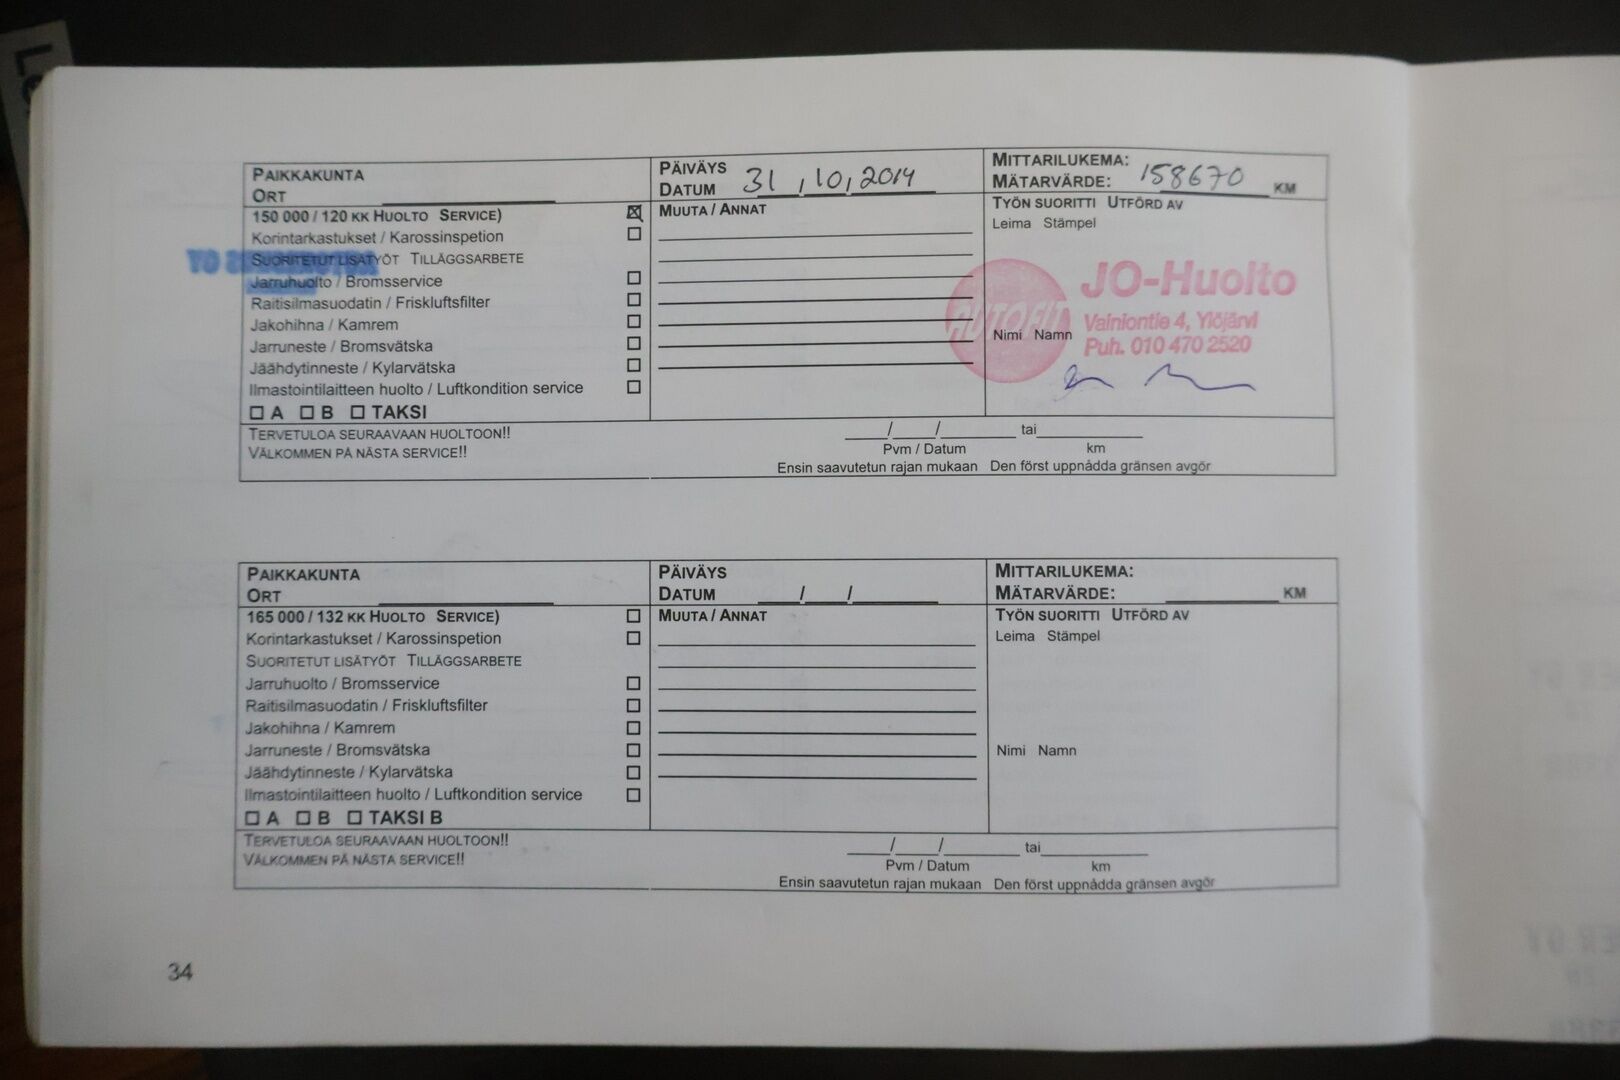 PAIKKAKUNTA
ORT
PÄIVÄYS
DATUM 31, 10, 2014
MITTARILUKEMA:
MÄTARVÄRDE: 158670 KM
150 000 / 120 KK HUOLTO SERVICE) ☒
MUUTA / ANNAT
TYÖN SUORITTI UTFÖRD AV
Leima Stämpel
Korintarkastukset / Karossinspetion ☐
SUORITETUT LISÄTYÖT TILLÄGGSARBETE
Jarruhuolto / Bromsservice ☐
Raitisilmasuodatin / Friskluftsfilter ☐
Jakohihna / Kamrem ☐
Jarruneste / Bromsvätska ☐
Jäähdytinneste / Kylarvätska ☐
Ilmastointilaitteen huolto / Luftkondition service ☐
☐ A ☐ B ☐ TAKSI
AUTOFIT
JO-Huolto
Vainiontie 4, Ylöjärvi
Nimi Namn
Puh. 010 470 2520
TERVETULOA SEURAAVAAN HUOLTOON!!
VÄLKOMMEN PÅ NÄSTA SERVICE!!
/ / tai
Pvm / Datum km
Ensin saavutetun rajan mukaan Den först uppnådda gränsen avgör
PAIKKAKUNTA
ORT
PÄIVÄYS
DATUM / /
MITTARILUKEMA:
MÄTARVÄRDE: KM
165 000 / 132 KK HUOLTO SERVICE) ☐
MUUTA / ANNAT
TYÖN SUORITTI UTFÖRD AV
Leima Stämpel
Korintarkastukset / Karossinspetion ☐
SUORITETUT LISÄTYÖT TILLÄGGSARBETE
Jarruhuolto / Bromsservice ☐
Raitisilmasuodatin / Friskluftsfilter ☐
Jakohihna / Kamrem ☐
Jarruneste / Bromsvätska ☐
Jäähdytinneste / Kylarvätska ☐
Ilmastointilaitteen huolto / Luftkondition service ☐
☐ A ☐ B ☐ TAKSI B
Nimi Namn
TERVETULOA SEURAAVAAN HUOLTOON!!
VÄLKOMMEN PÅ NÄSTA SERVICE!!
/ / tai
Pvm / Datum km
Ensin saavutetun rajan mukaan Den först uppnådda gränsen avgör
34